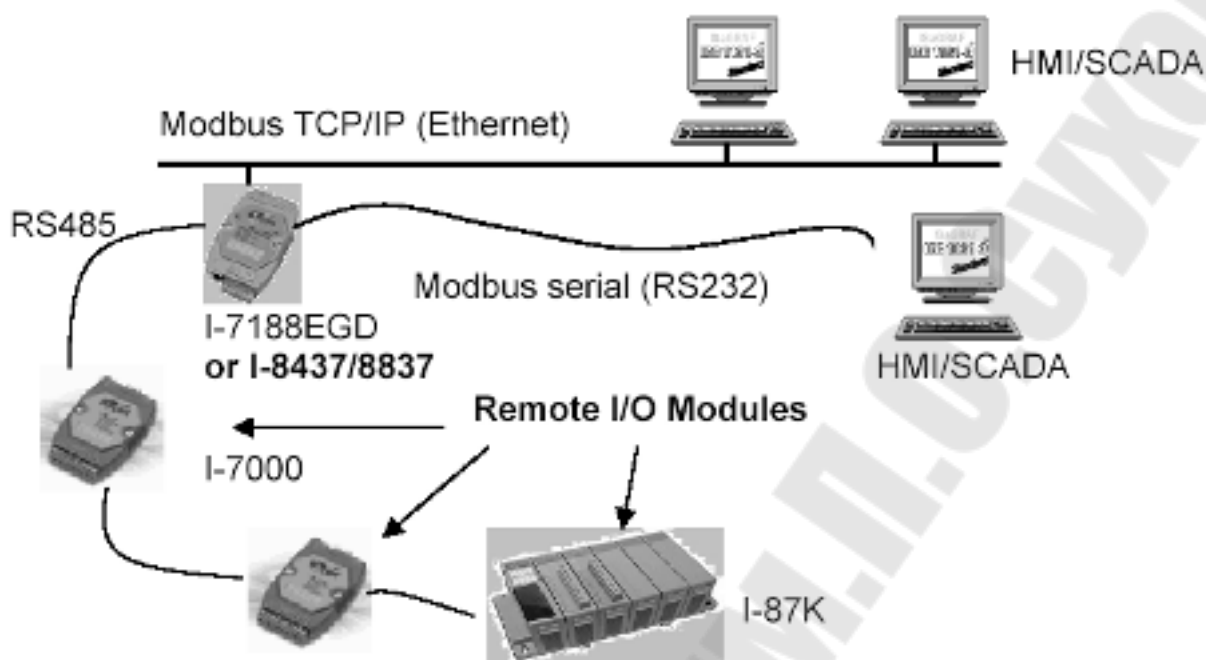 HMI/SCADA
Modbus TCP/IP (Ethernet)
RS485
Modbus serial (RS232)
I-7188EGD
or I-8437/8837
HMI/SCADA
Remote I/O Modules
I-7000
I-87K